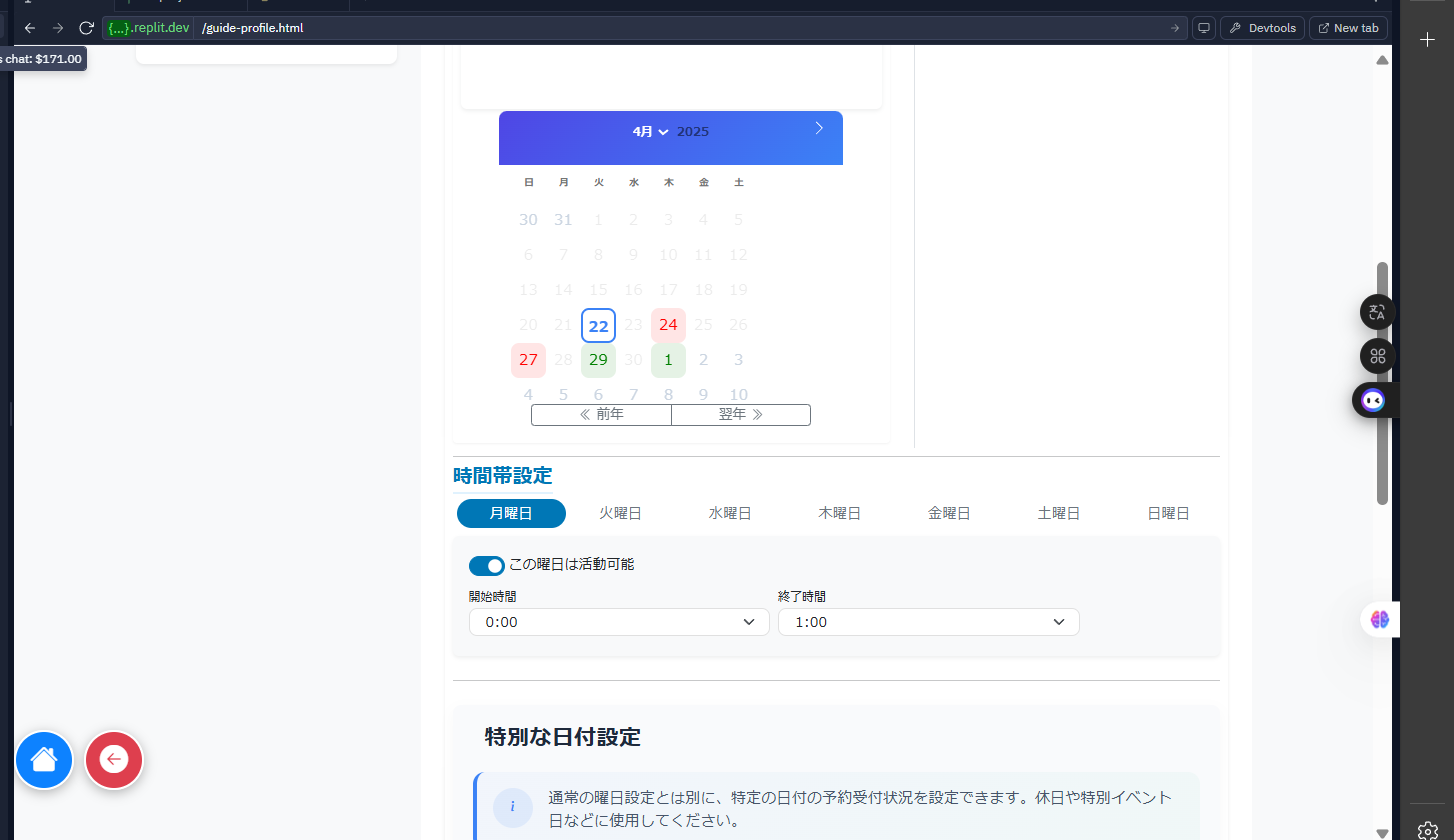 {...}.replit.dev /guide-profile.html → Devtools New tab
s chat: $171.00
4月 2025
日 月 火 水 木 金 土
30 31 1 2 3 4 5
6 7 8 9 10 11 12
13 14 15 16 17 18 19
20 21 22 23 24 25 26
27 28 29 30 1 2 3
4 5 6 7 8 9 10
前年 翌年
時間帯設定
月曜日 火曜日 水曜日 木曜日 金曜日 土曜日 日曜日
この曜日は活動可能
開始時間 終了時間
0:00 1:00
特別な日付設定
i 通常の曜日設定とは別に、特定の日付の予約受付状況を設定できます。休日や特別イベント
日などに使用してください。